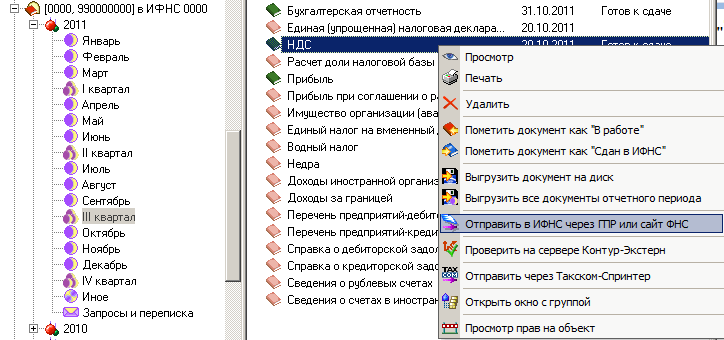 [0000, 990000000] в ИФНС 0000
2011
Январь
Февраль
Март
I квартал
Апрель
Май
Июнь
II квартал
Июль
Август
Сентябрь
III квартал
Октябрь
Ноябрь
Декабрь
IV квартал
Иное
Запросы и переписка
2010
Бухгалтерская отчетность 31.10.2011 Готов к сдаче
Единая (упрощенная) налоговая деклара... 20.10.2011
НДС 20.10.2011 Готов к сдаче
Расчет доли налоговой базы
Прибыль
Прибыль при соглашении о ра
Имущество организации (ава
Единый налог на вмененный д
Водный налог
Недра
Доходы иностранной организ
Доходы за границей
Перечень предприятий-дебит
Перечень предприятий-креди
Справка о дебиторской задол
Справка о кредиторской задо
Сведения о рублевых счетах
Сведения о счетах в иностран
Просмотр
Печать
Удалить
Пометить документ как "В работе"
Пометить документ как "Сдан в ИФНС"
Выгрузить документ на диск
Выгрузить все документы отчетного периода
Отправить в ИФНС через ГПР или сайт ФНС
Проверить на сервере Контур-Экстерн
TAX
COM
Отправить через Такском-Спринтер
Открыть окно с группой
Просмотр прав на объект